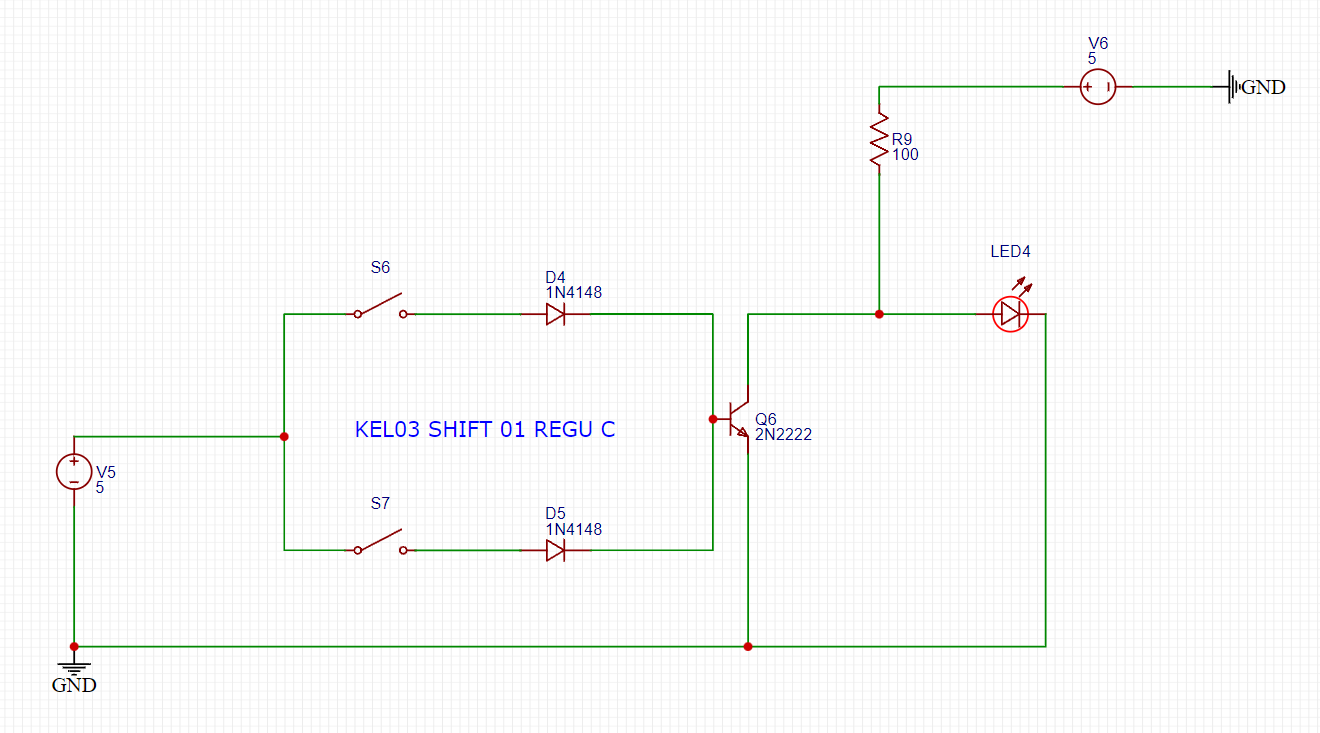 V6
5
GND
R9
100
LED4
S6
D4
1N4148
KEL03 SHIFT 01 REGU C
Q6
2N2222
V5
5
S7
D5
1N4148
GND